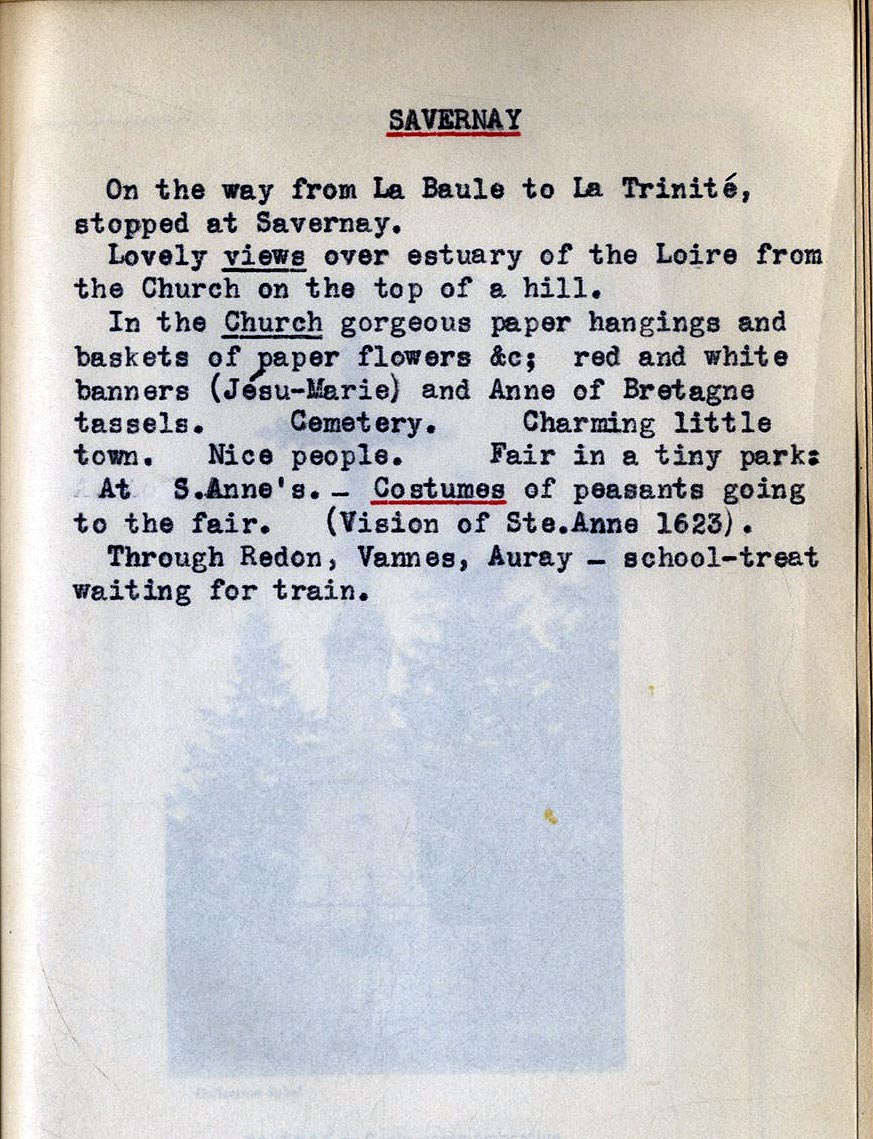 SAVERNAY
On the way from La Baule to La Trinité,
stopped at Savernay.
Lovely views over estuary of the Loire from
the Church on the top of a hill.
In the Church gorgeous paper hangings and
baskets of paper flowers &c; red and white
banners (Jésu-Marie) and Anne of Bretagne
tassels. Cemetery. Charming little
town. Nice people. Fair in a tiny park:
At S.Anne's. — Costumes of peasants going
to the fair. (Vision of Ste.Anne 1623).
Through Redon, Vannes, Auray — school-treat
waiting for train.